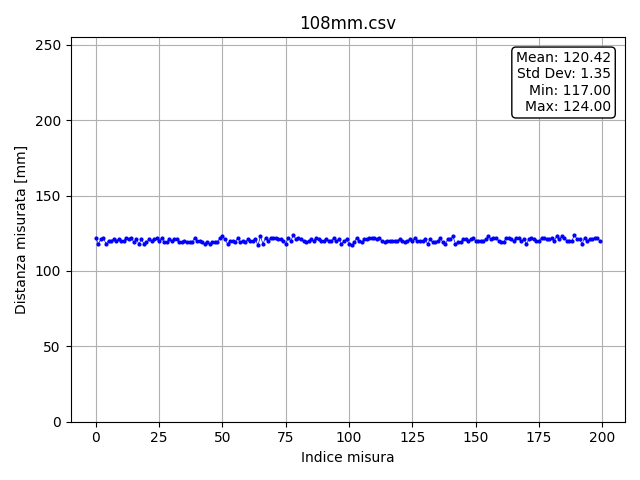 108mm.csv
Mean: 120.42
Std Dev: 1.35
Min: 117.00
Max: 124.00
Distanza misurata [mm]
250
200
150
100
50
0
0 25 50 75 100 125 150 175 200
Indice misura